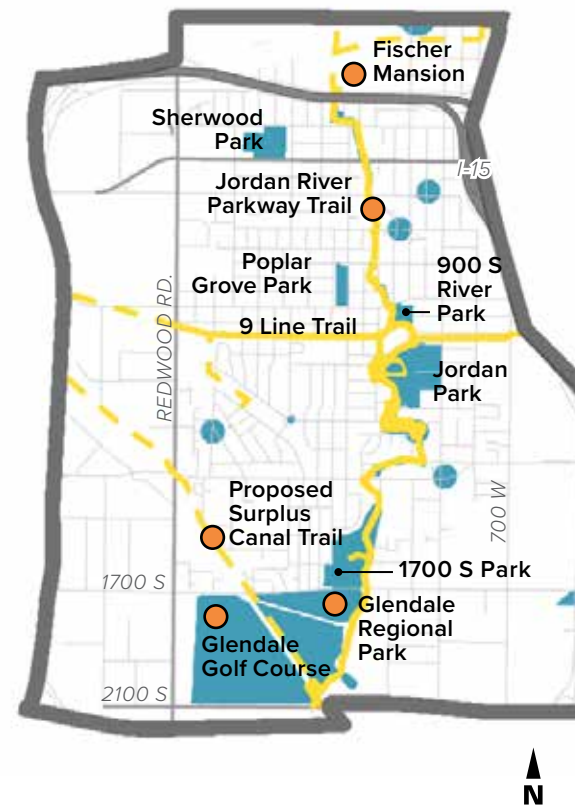 Fischer
Mansion
Sherwood
Park
I-15
Jordan River
Parkway Trail
Poplar
Grove Park
900 S
River
Park
REDWOOD RD.
9 Line Trail
Jordan
Park
Proposed
Surplus
Canal Trail
700 W
1700 S Park
1700 S
Glendale
Regional
Park
Glendale
Golf Course
2100 S
N